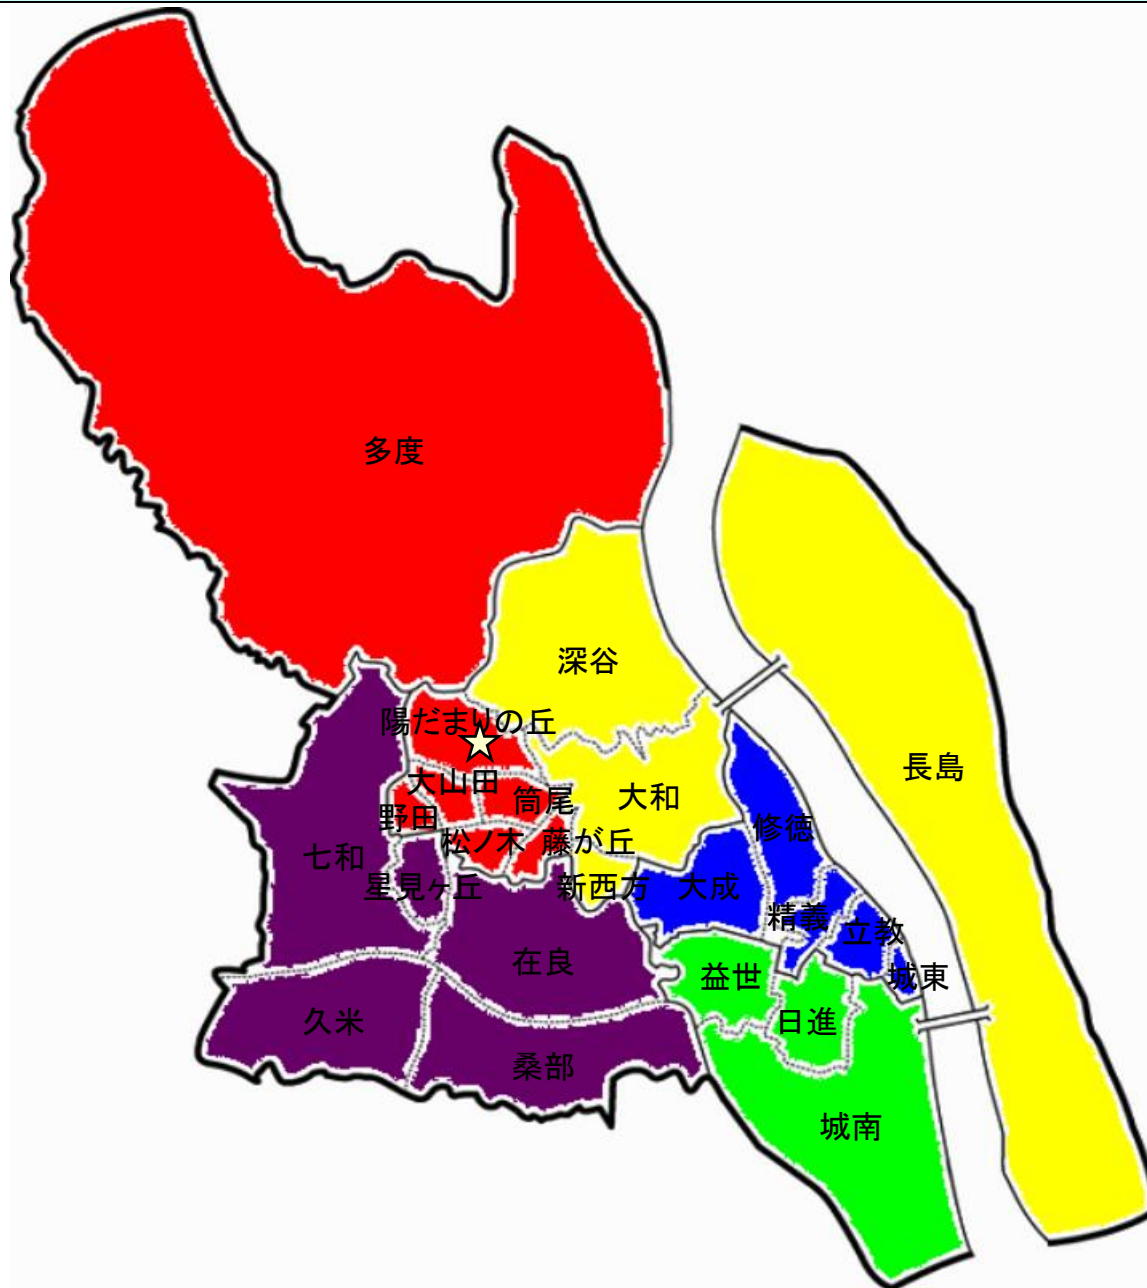 多度
深谷
陽だまりの丘
長島
大山田
筒尾
大和
野田
修徳
松ノ木
藤が丘
七和
星見ヶ丘
新西方
大成
精義
立教
在良
益世
城東
久米
日進
桑部
城南